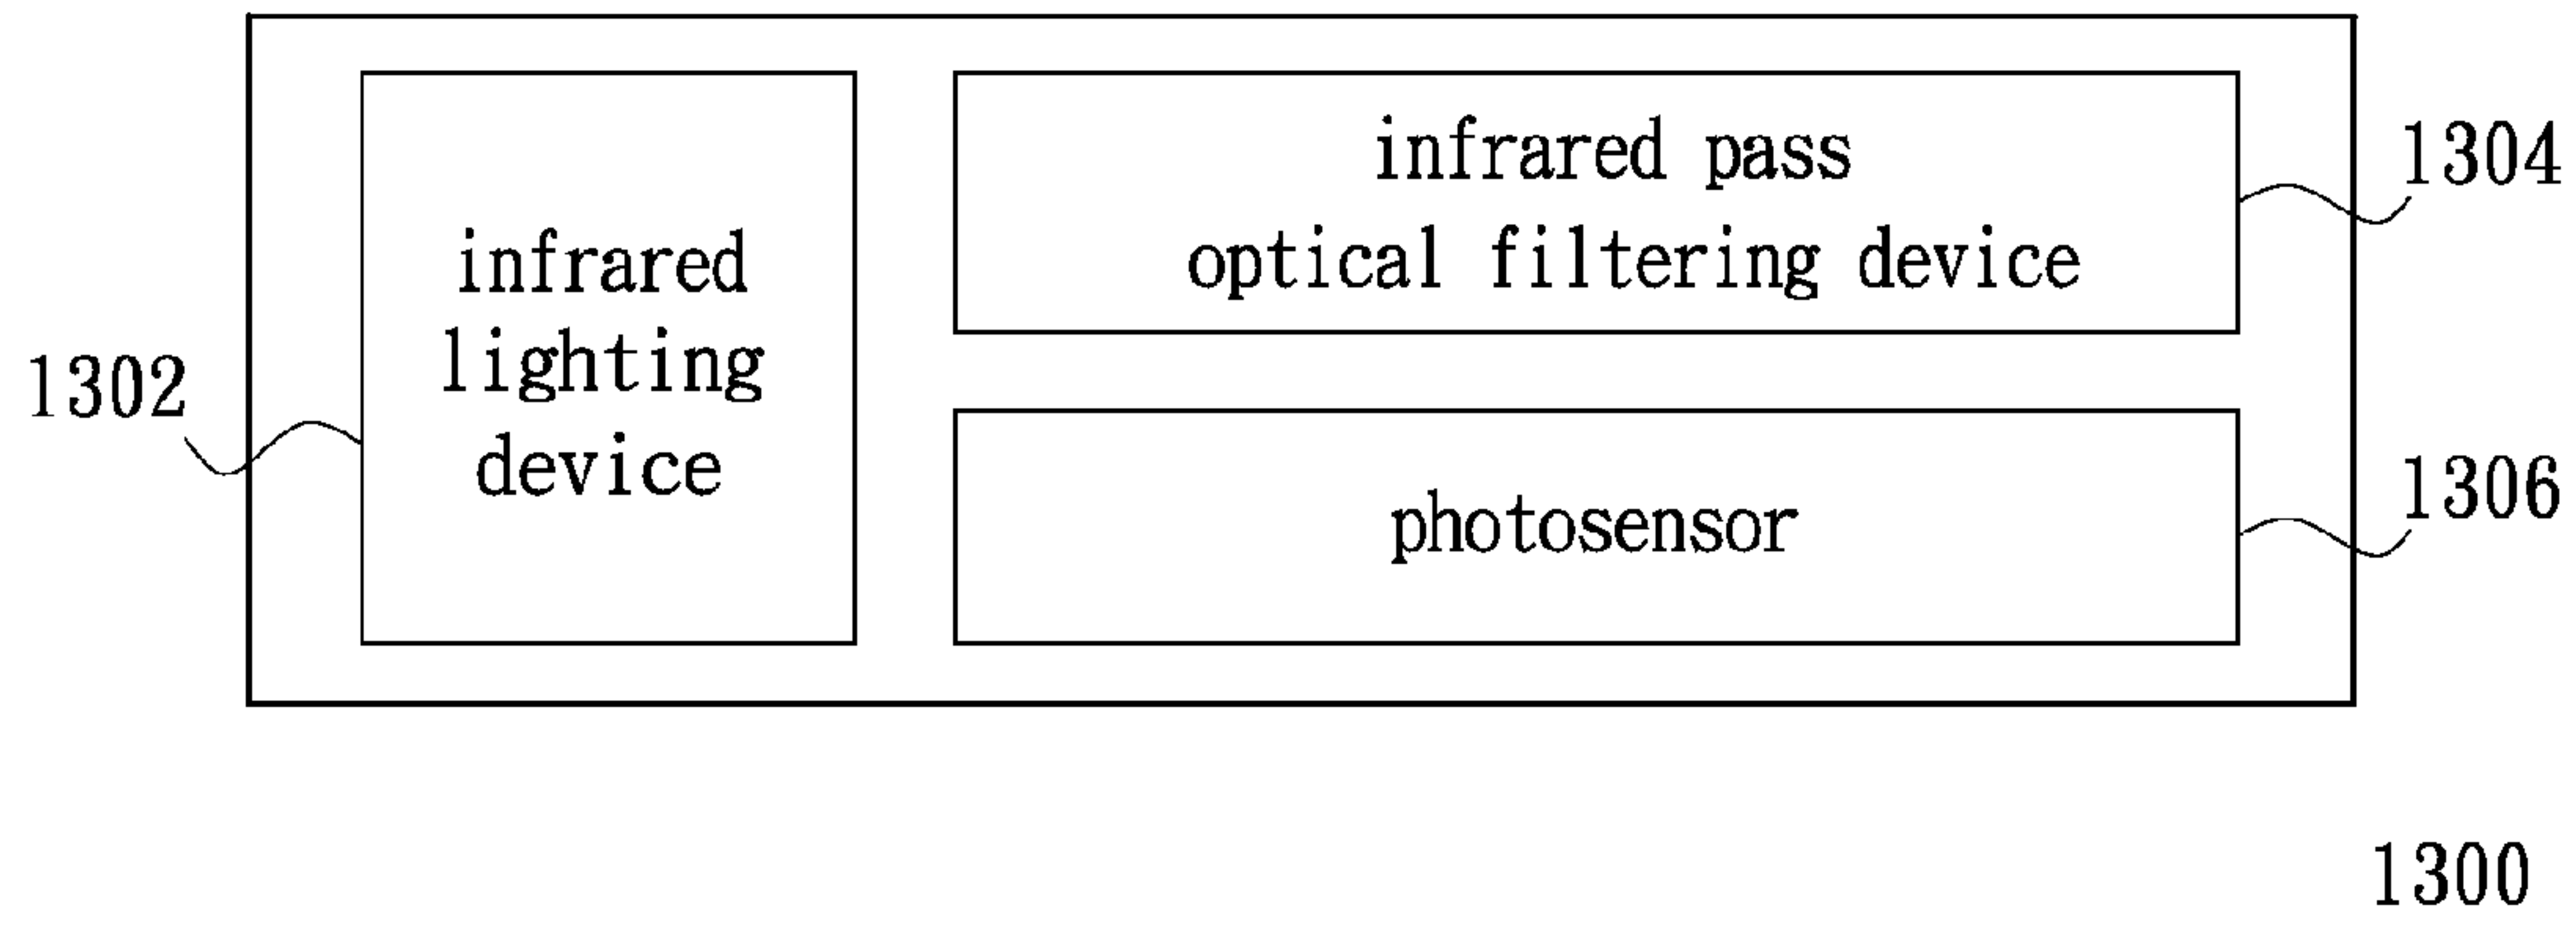 1302
infrared
lighting
device
infrared pass
optical filtering device
1304
photosensor
1306
1300